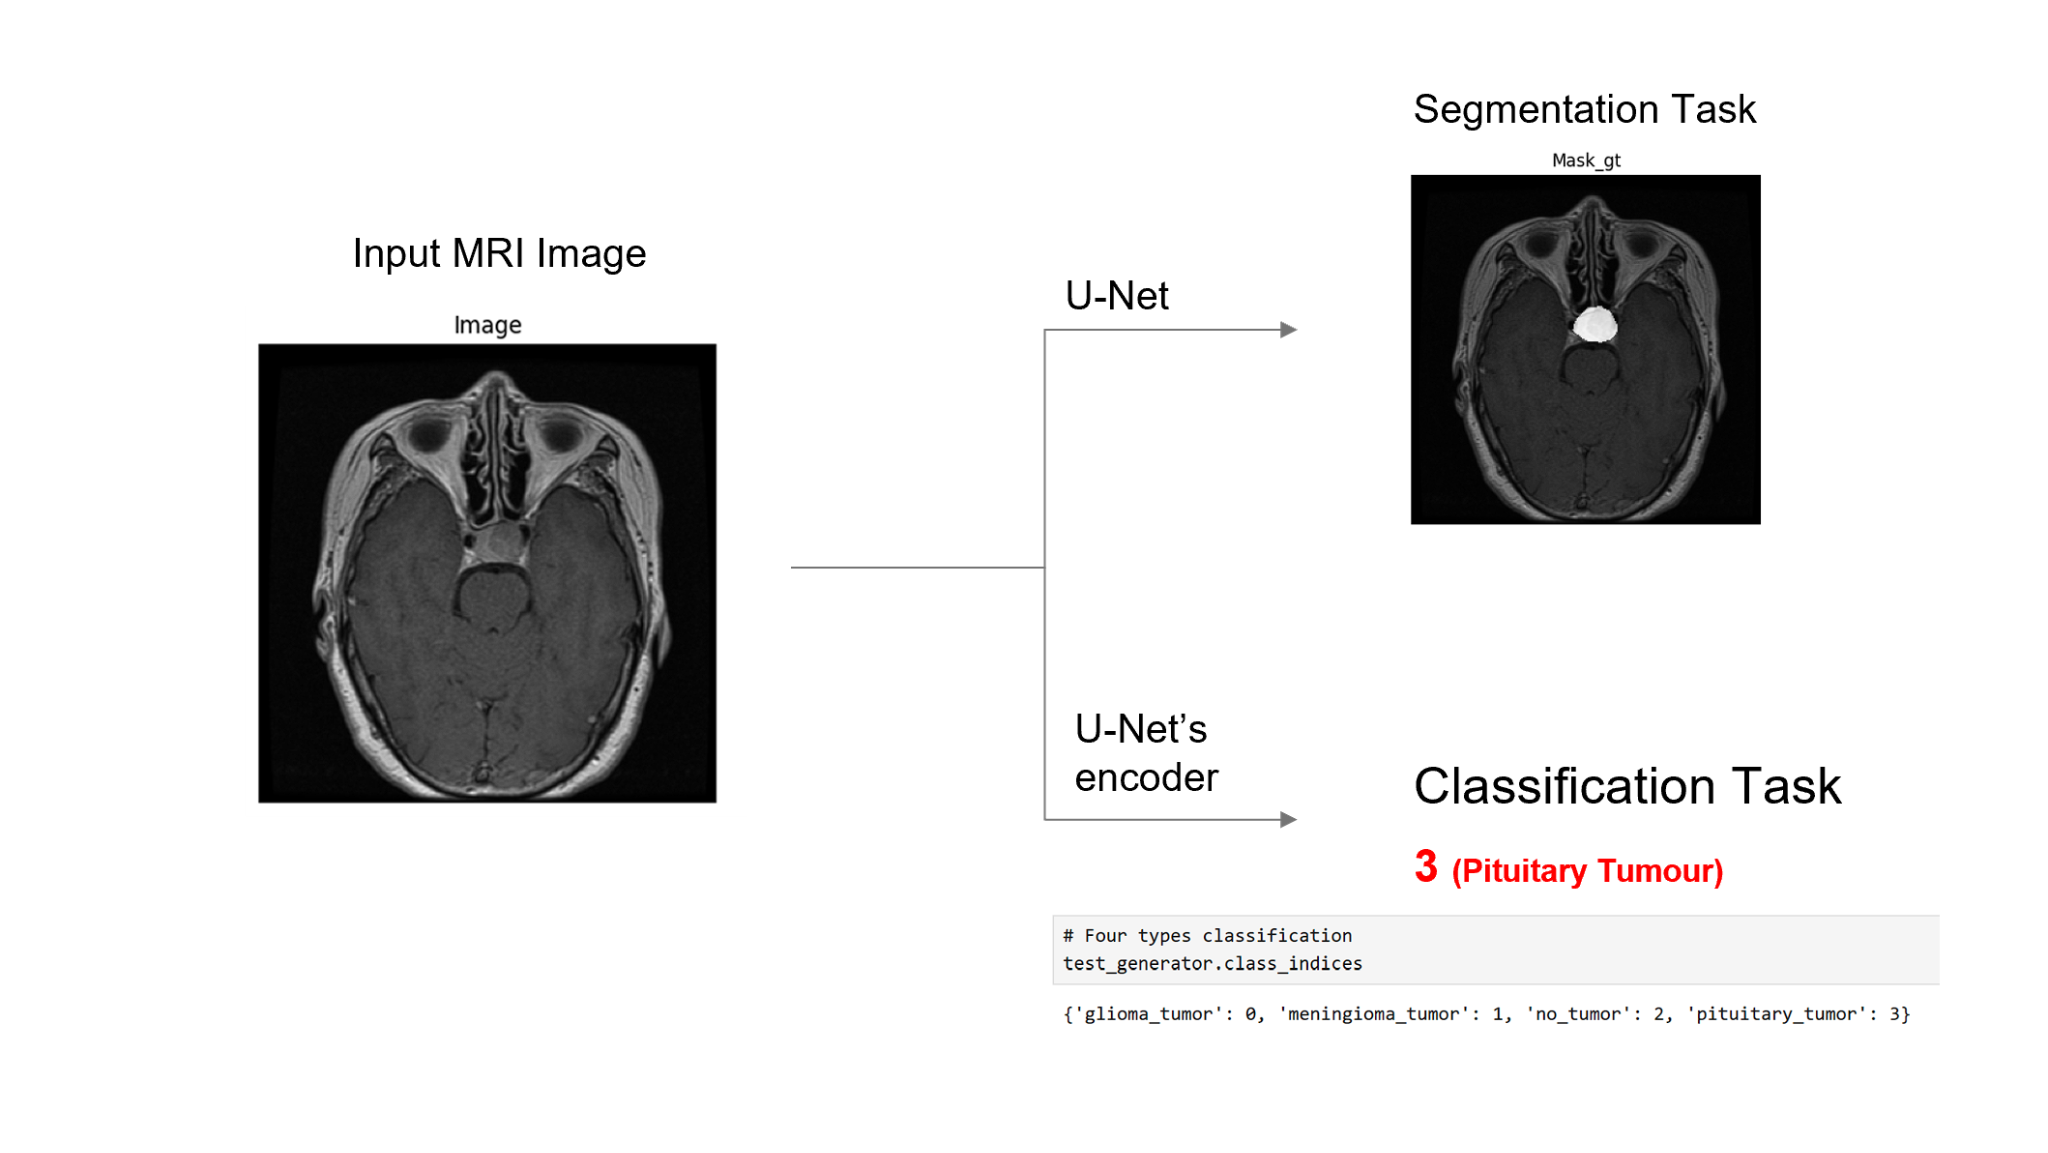 Segmentation Task
Mask_gt
Input MRI Image
Image
U-Net
U-Net’s
encoder
Classification Task
3 (Pituitary Tumour)
# Four types classification
test_generator.class_indices
{'glioma_tumor': 0, 'meningioma_tumor': 1, 'no_tumor': 2, 'pituitary_tumor': 3}